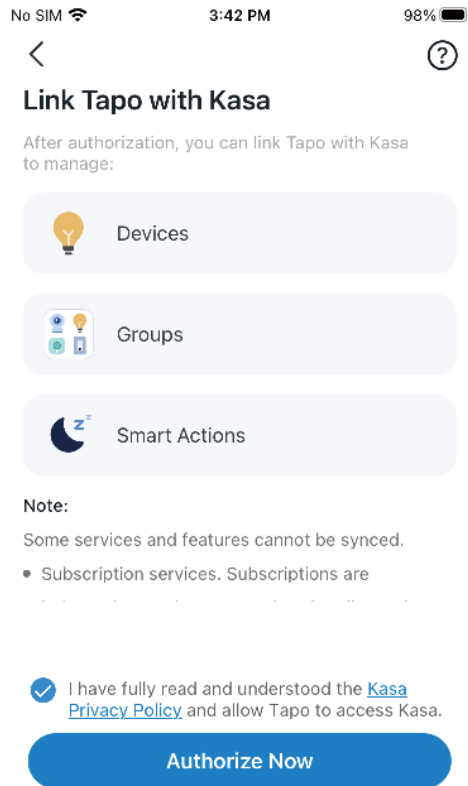 No SIM 3:42 PM 98%
Link Tapo with Kasa
After authorization, you can link Tapo with Kasa
to manage:
Devices
Groups
Smart Actions
Note:
Some services and features cannot be synced.
• Subscription services. Subscriptions are
I have fully read and understood the Kasa
Privacy Policy and allow Tapo to access Kasa.
Authorize Now